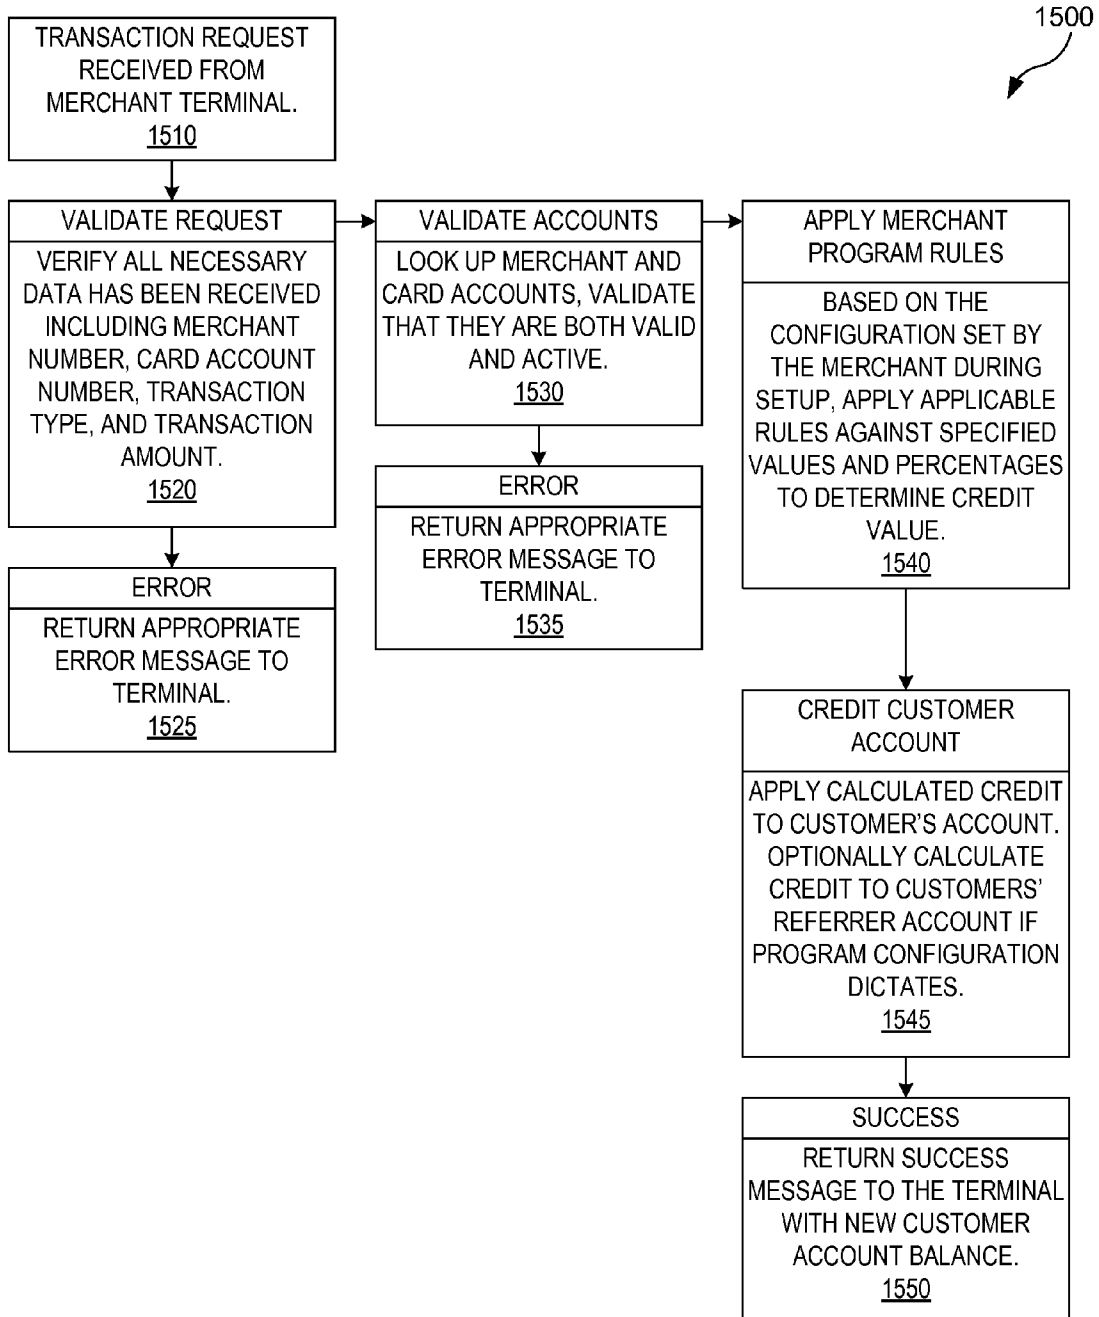 1500
TRANSACTION REQUEST
RECEIVED FROM
MERCHANT TERMINAL.
1510
VALIDATE REQUEST
VERIFY ALL NECESSARY
DATA HAS BEEN RECEIVED
INCLUDING MERCHANT
NUMBER, CARD ACCOUNT
NUMBER, TRANSACTION
TYPE, AND TRANSACTION
AMOUNT.
1520
ERROR
RETURN APPROPRIATE
ERROR MESSAGE TO
TERMINAL.
1525
VALIDATE ACCOUNTS
LOOK UP MERCHANT AND
CARD ACCOUNTS, VALIDATE
THAT THEY ARE BOTH VALID
AND ACTIVE.
1530
ERROR
RETURN APPROPRIATE
ERROR MESSAGE TO
TERMINAL.
1535
APPLY MERCHANT
PROGRAM RULES
BASED ON THE
CONFIGURATION SET BY
THE MERCHANT DURING
SETUP, APPLY APPLICABLE
RULES AGAINST SPECIFIED
VALUES AND PERCENTAGES
TO DETERMINE CREDIT
VALUE.
1540
CREDIT CUSTOMER
ACCOUNT
APPLY CALCULATED CREDIT
TO CUSTOMER'S ACCOUNT.
OPTIONALLY CALCULATE
CREDIT TO CUSTOMERS'
REFERRER ACCOUNT IF
PROGRAM CONFIGURATION
DICTATES.
1545
SUCCESS
RETURN SUCCESS
MESSAGE TO THE TERMINAL
WITH NEW CUSTOMER
ACCOUNT BALANCE.
1550